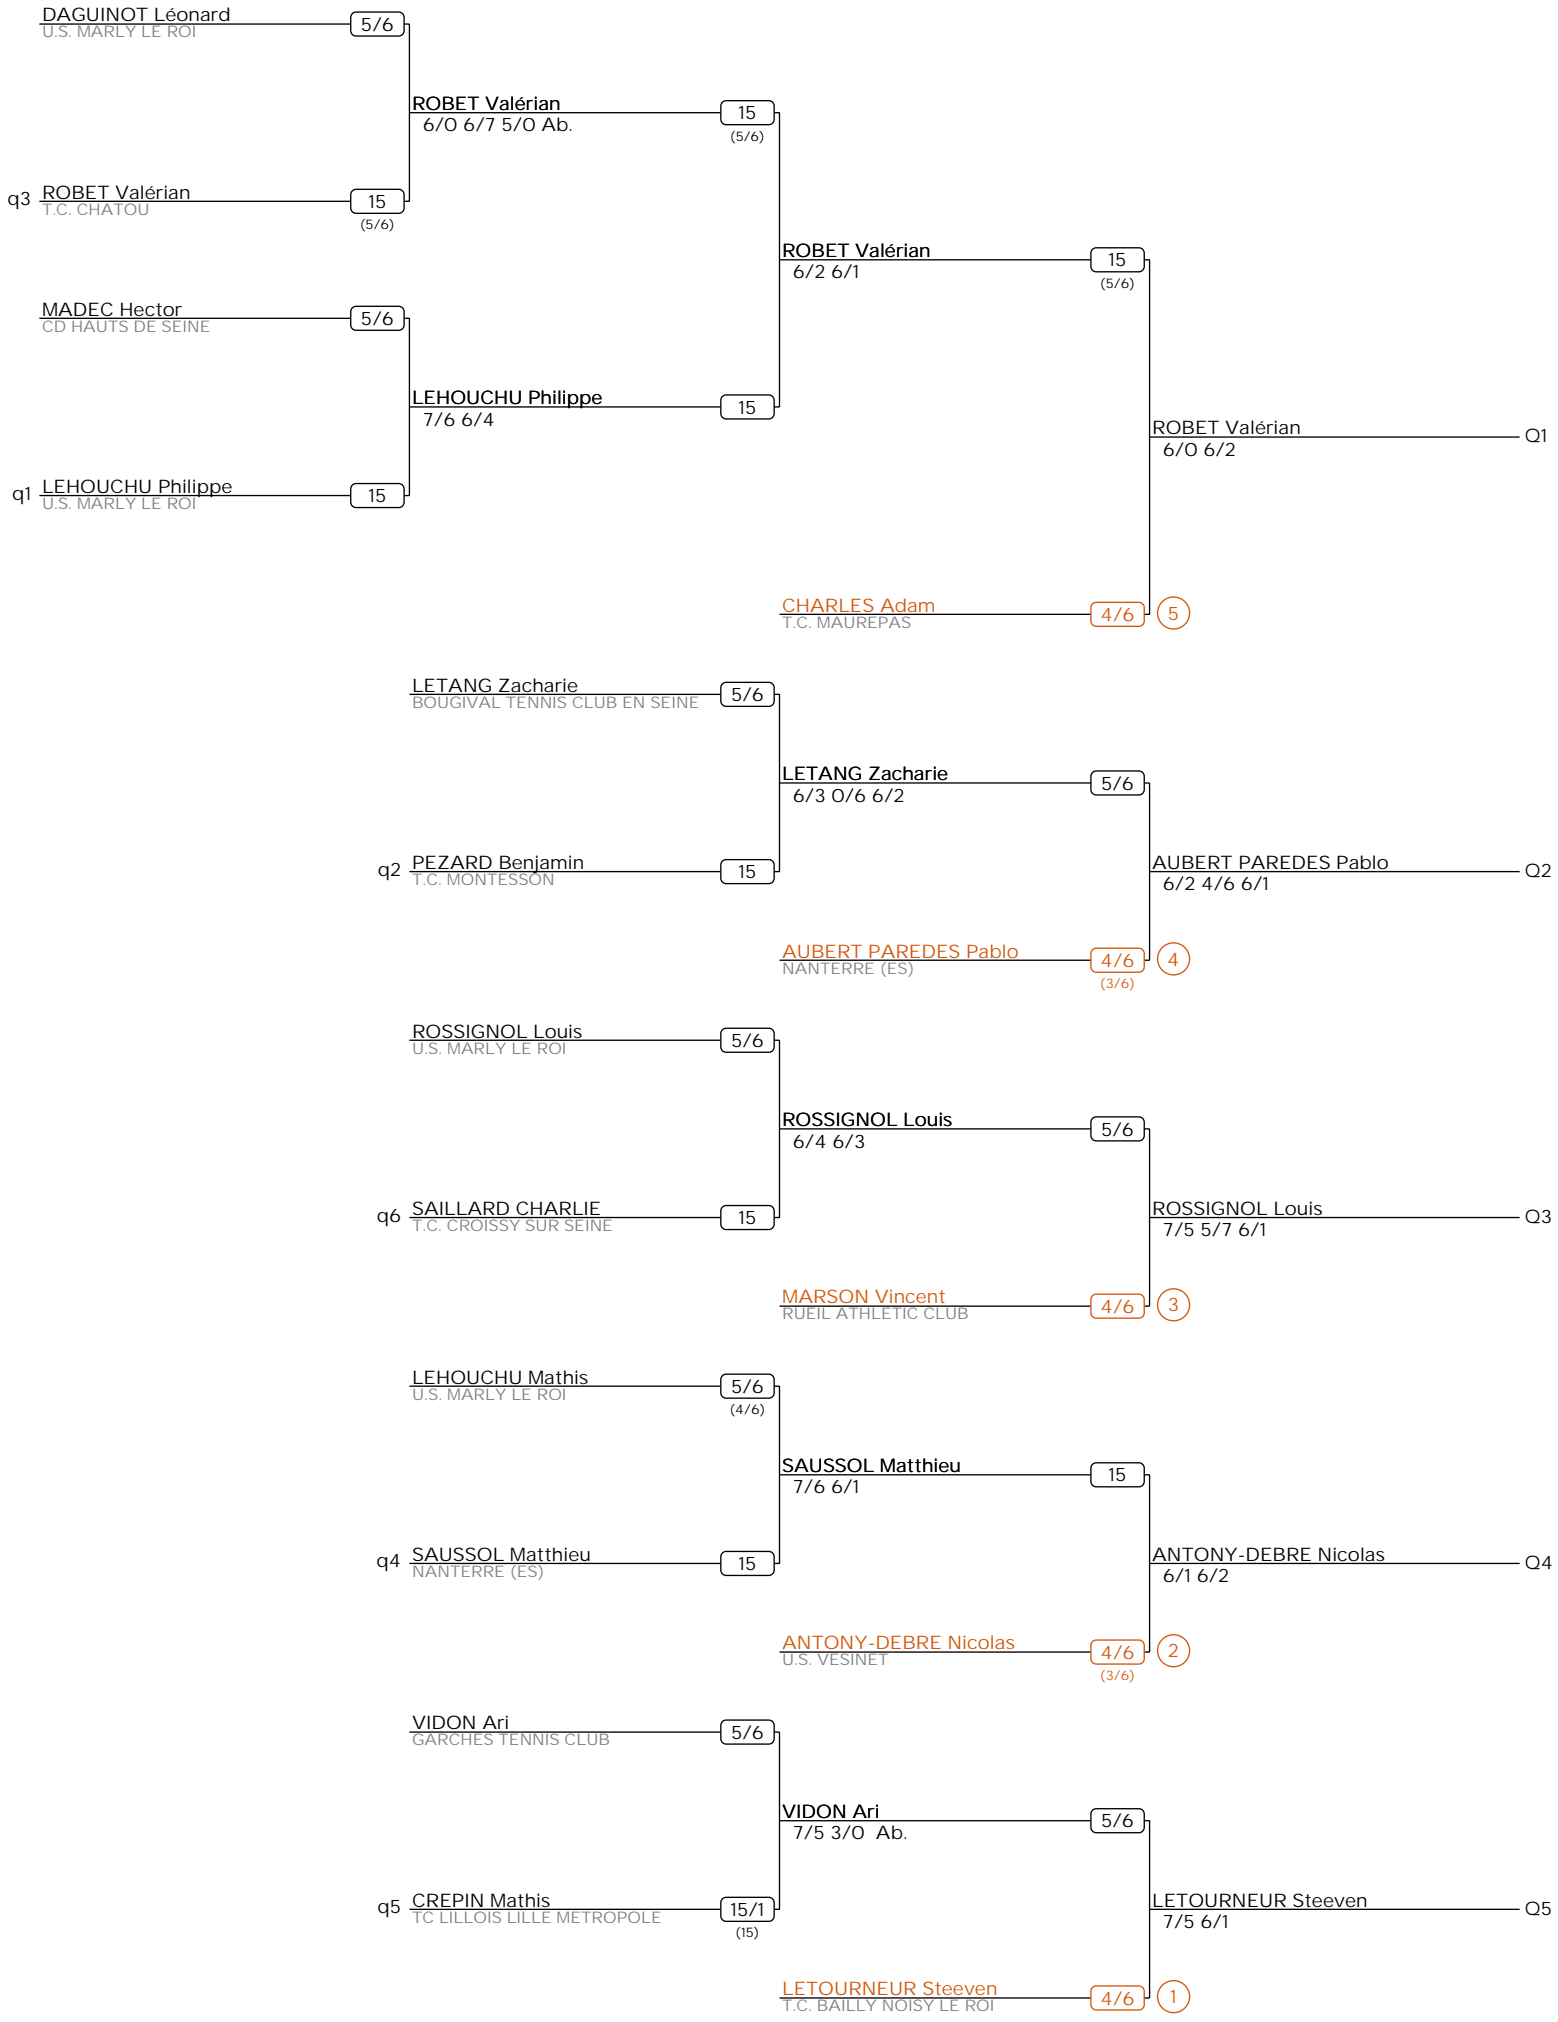 DAGUINOT Léonard
U.S. MARLY LE ROI
5/6
ROBET Valérian
6/0 6/7 5/0 Ab.
15
(5/6)
q3
ROBET Valérian
T.C. CHATOU
15
(5/6)
ROBET Valérian
6/2 6/1
15
(5/6)
MADEC Hector
CD HAUTS DE SEINE
5/6
LEHOUCHU Philippe
7/6 6/4
15
ROBET Valérian
6/0 6/2
Q1
q1
LEHOUCHU Philippe
U.S. MARLY LE ROI
15
CHARLES Adam
T.C. MAUREPAS
4/6
5
LETANG Zacharie
BOUGIVAL TENNIS CLUB EN SEINE
5/6
LETANG Zacharie
6/3 0/6 6/2
5/6
q2
PEZARD Benjamin
T.C. MONTESSON
15
AUBERT PAREDES Pablo
6/2 4/6 6/1
Q2
AUBERT PAREDES Pablo
NANTERRE (ES)
4/6
(3/6)
4
ROSSIGNOL Louis
U.S. MARLY LE ROI
5/6
ROSSIGNOL Louis
6/4 6/3
5/6
q6
SAILLARD CHARLIE
T.C. CROISSY SUR SEINE
15
ROSSIGNOL Louis
7/5 5/7 6/1
Q3
MARSON Vincent
RUEIL ATHLETIC CLUB
4/6
3
LEHOUCHU Mathis
U.S. MARLY LE ROI
5/6
(4/6)
SAUSSOL Matthieu
7/6 6/1
15
q4
SAUSSOL Matthieu
NANTERRE (ES)
15
ANTONY-DEBRE Nicolas
6/1 6/2
Q4
ANTONY-DEBRE Nicolas
U.S. VESINET
4/6
(3/6)
2
VIDON Ari
GARCHES TENNIS CLUB
5/6
VIDON Ari
7/5 3/0  Ab.
5/6
q5
CREPIN Mathis
TC LILLOIS LILLE METROPOLE
15/1
(15)
LETOURNEUR Steeven
7/5 6/1
Q5
LETOURNEUR Steeven
T.C. BAILLY NOISY LE ROI
4/6
1